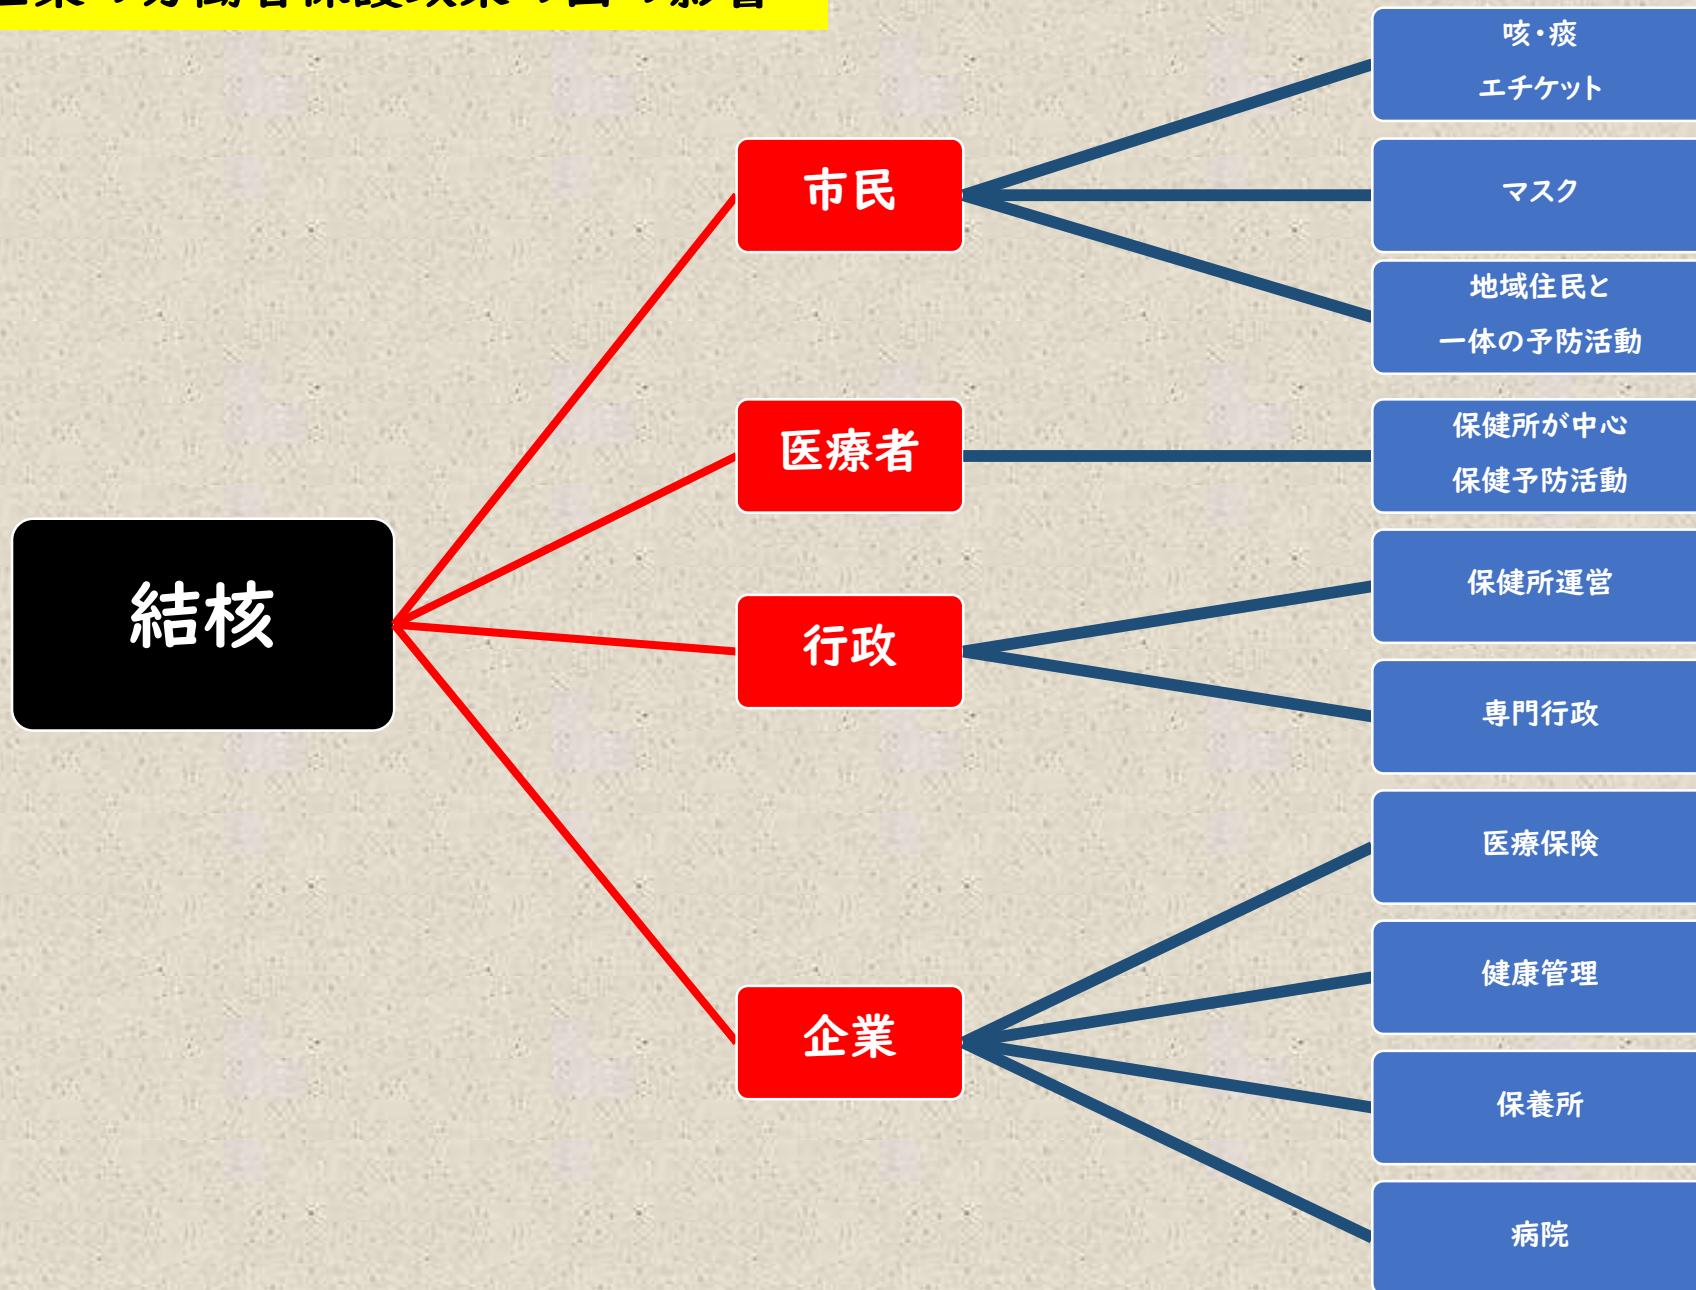 結核
市民
咳・痰
エチケット
マスク
地域住民と
一体の予防活動
医療者
保健所が中心
保健予防活動
行政
保健所運営
専門行政
企業
医療保険
健康管理
保養所
病院